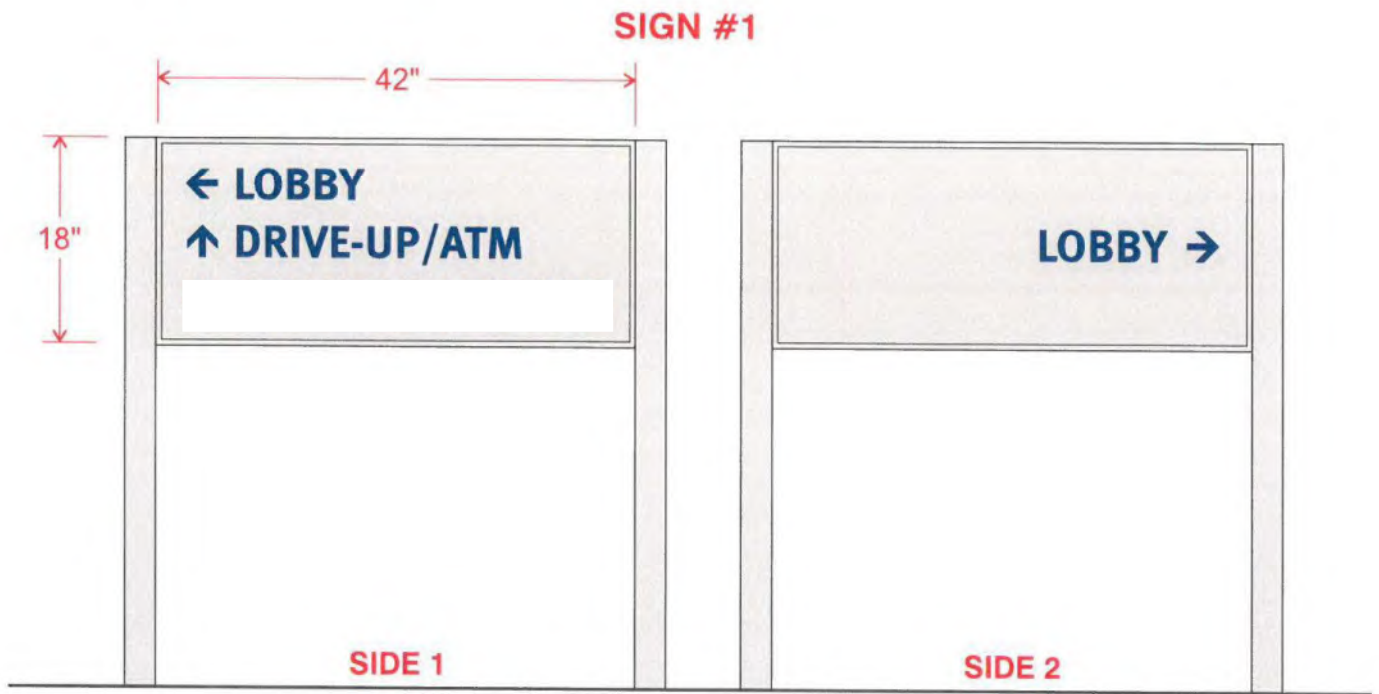 SIGN #1
42"
18"
← LOBBY
↑ DRIVE-UP/ATM
LOBBY →
SIDE 1
SIDE 2